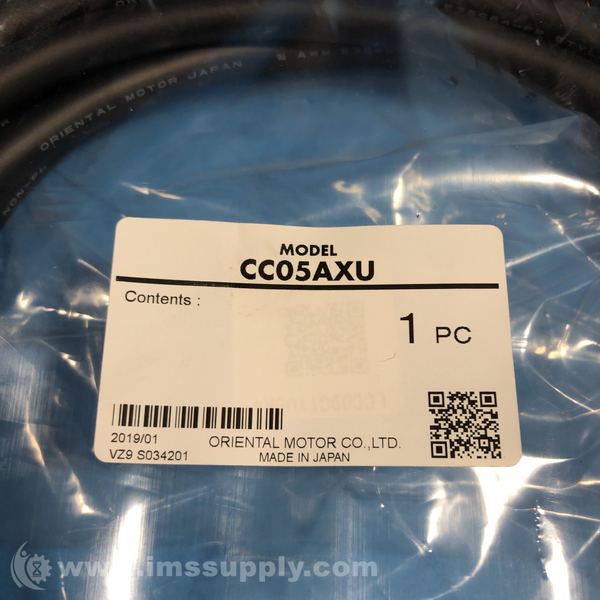 ORIENTAL MOTOR JAPAN
MODEL
CC05AXU
Contents :
1 PC
2019/01
ORIENTAL MOTOR CO.,LTD.
VZ9 S034201
MADE IN JAPAN
www.imssupply.com